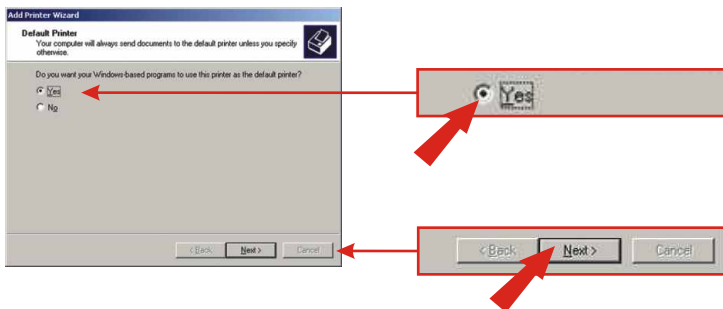 Add Printer Wizard
Default Printer
Your computer will always send documents to the default printer unless you specify
otherwise.
Do you want your Windows-based programs to use this printer as the default printer?
Yes
No
< Back Next > Cancel
Yes
< Back Next > Cancel